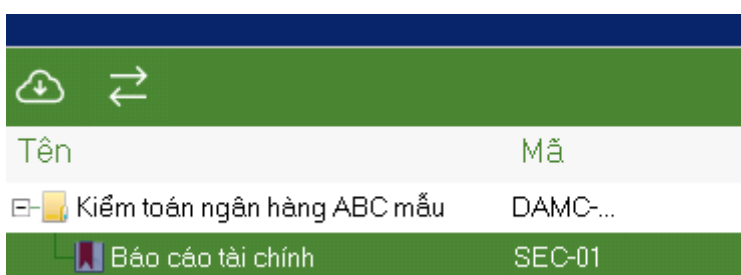 Tên Mã
Kiểm toán ngân hàng ABC mẫu DAMC-...
Báo cáo tài chính SEC-01